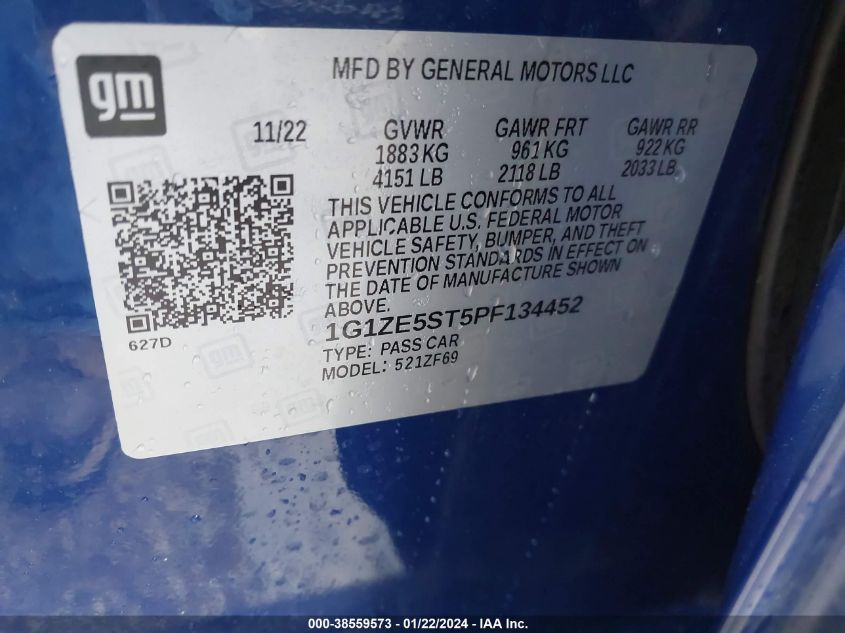 gm
MFD BY GENERAL MOTORS LLC
11/22 GVWR GAWR FRT GAWR RR
1883 KG 961 KG 922 KG
4151 LB 2118 LB 2033 LB
THIS VEHICLE CONFORMS TO ALL
APPLICABLE U.S. FEDERAL MOTOR
VEHICLE SAFETY, BUMPER, AND THEFT
PREVENTION STANDARDS IN EFFECT ON
THE DATE OF MANUFACTURE SHOWN
ABOVE.
1G1ZE5ST5PF134452
TYPE: PASS CAR
MODEL: 521ZF69
627D
000-38559573 - 01/22/2024 - IAA Inc.